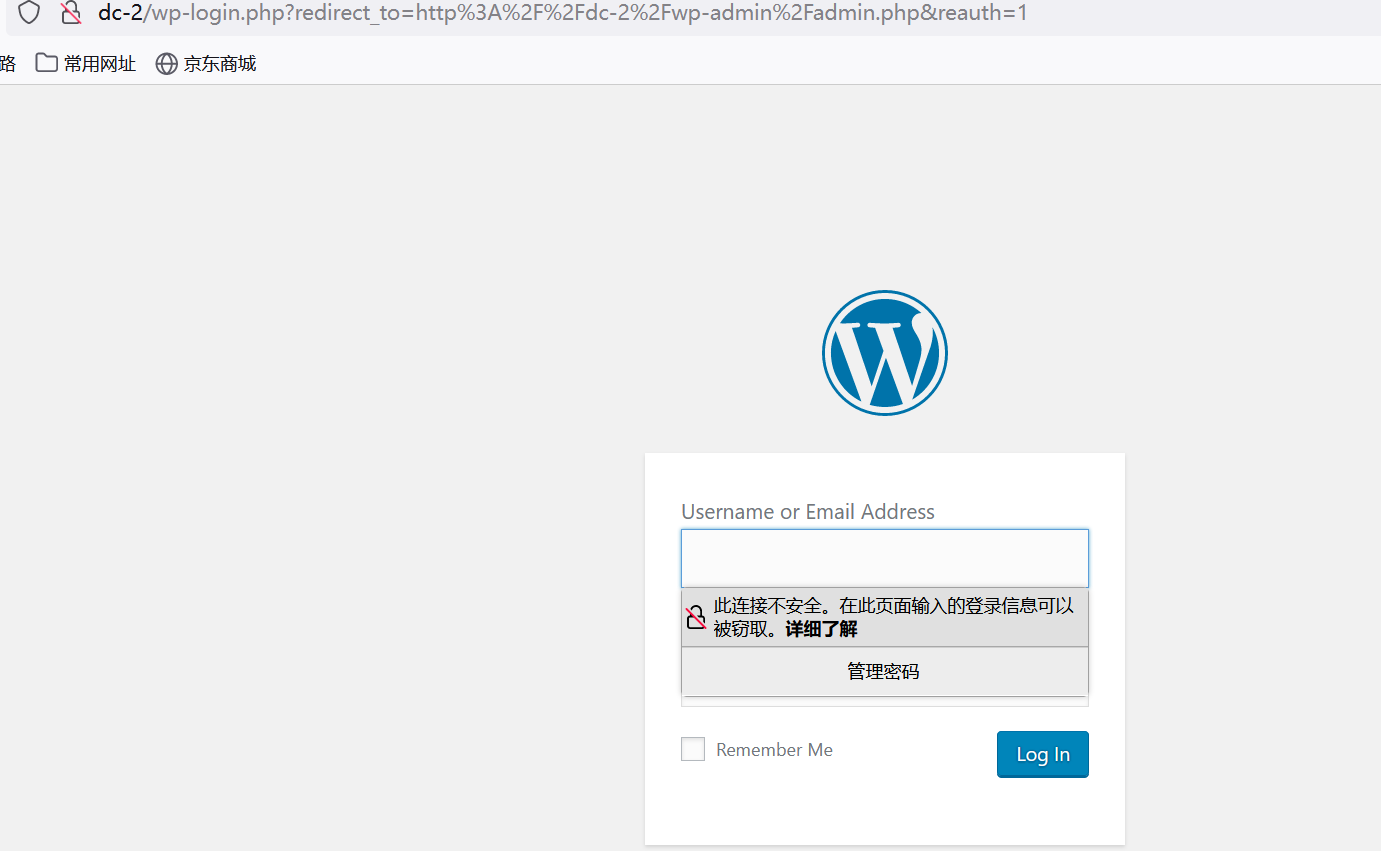 dc-2/wp-login.php?redirect_to=http%3A%2F%2Fdc-2%2Fwp-admin%2Fadmin.php&reauth=1
路 常用网址 京东商城
Username or Email Address
此连接不安全。在此页面输入的登录信息可以
被窃取。详细了解
管理密码
Remember Me
Log In